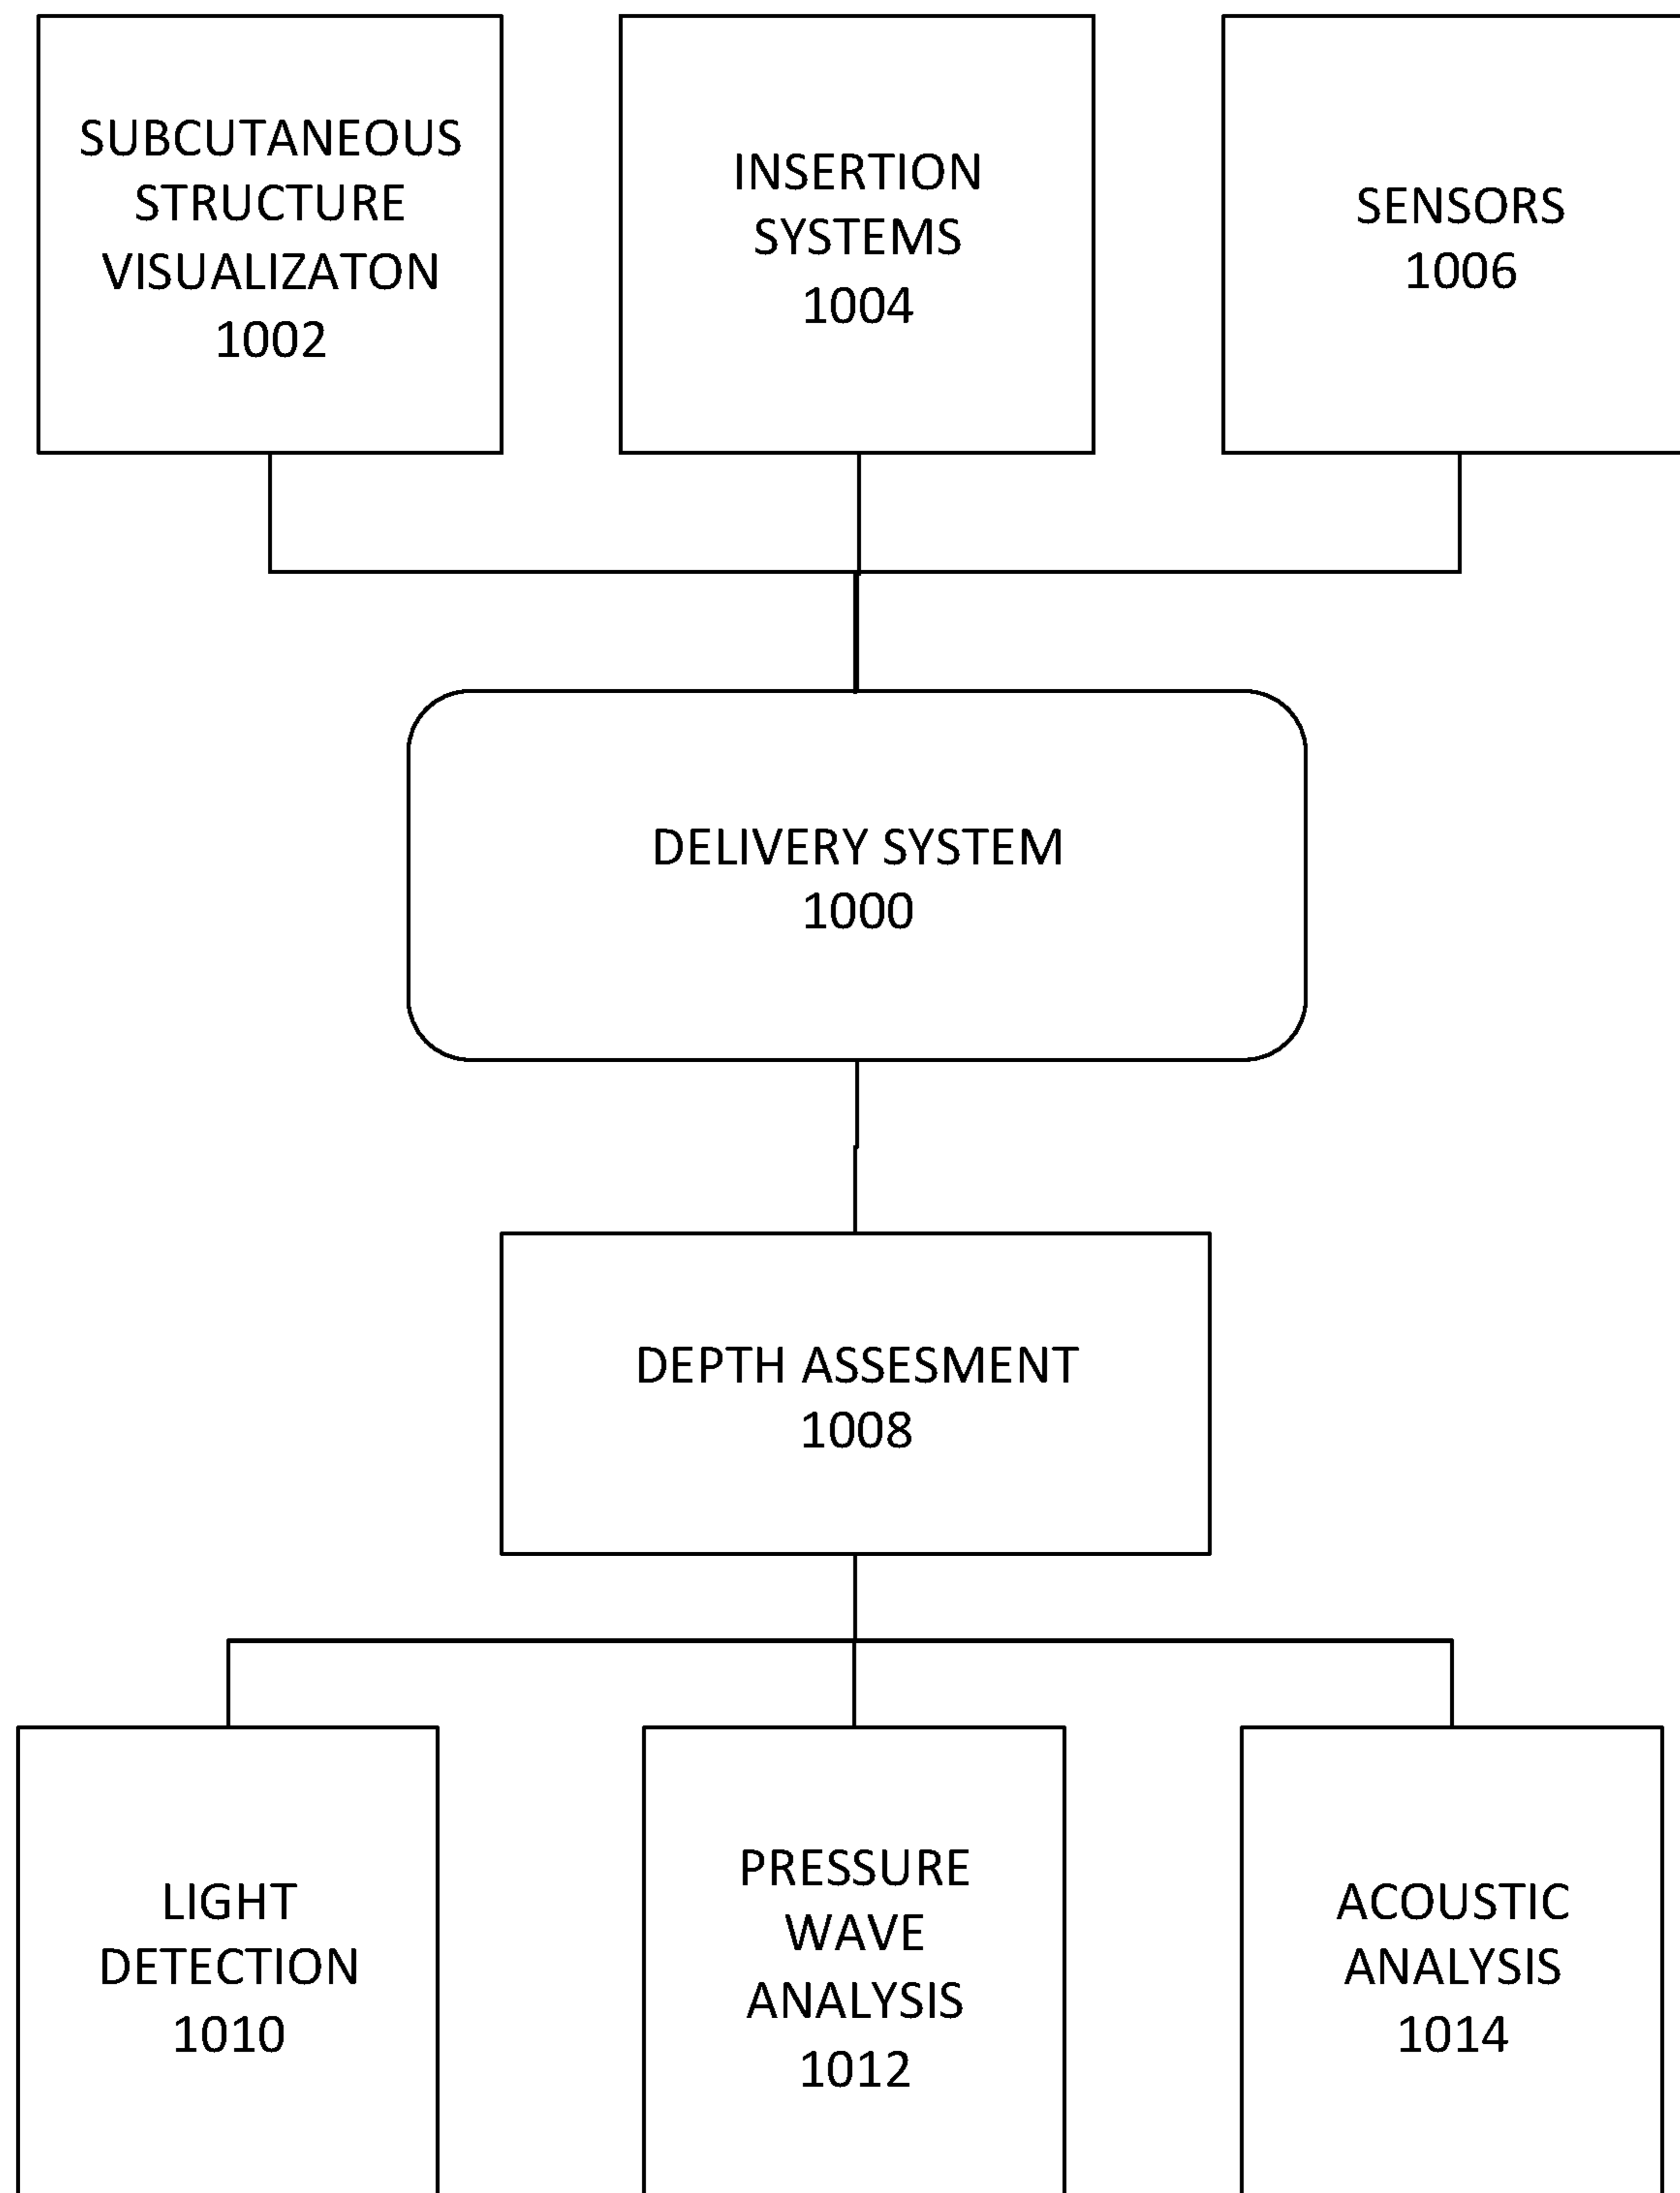 SUBCUTANEOUS
STRUCTURE
VISUALIZATON
1002
INSERTION
SYSTEMS
1004
SENSORS
1006
DELIVERY SYSTEM
1000
DEPTH ASSESMENT
1008
LIGHT
DETECTION
1010
PRESSURE
WAVE
ANALYSIS
1012
ACOUSTIC
ANALYSIS
1014